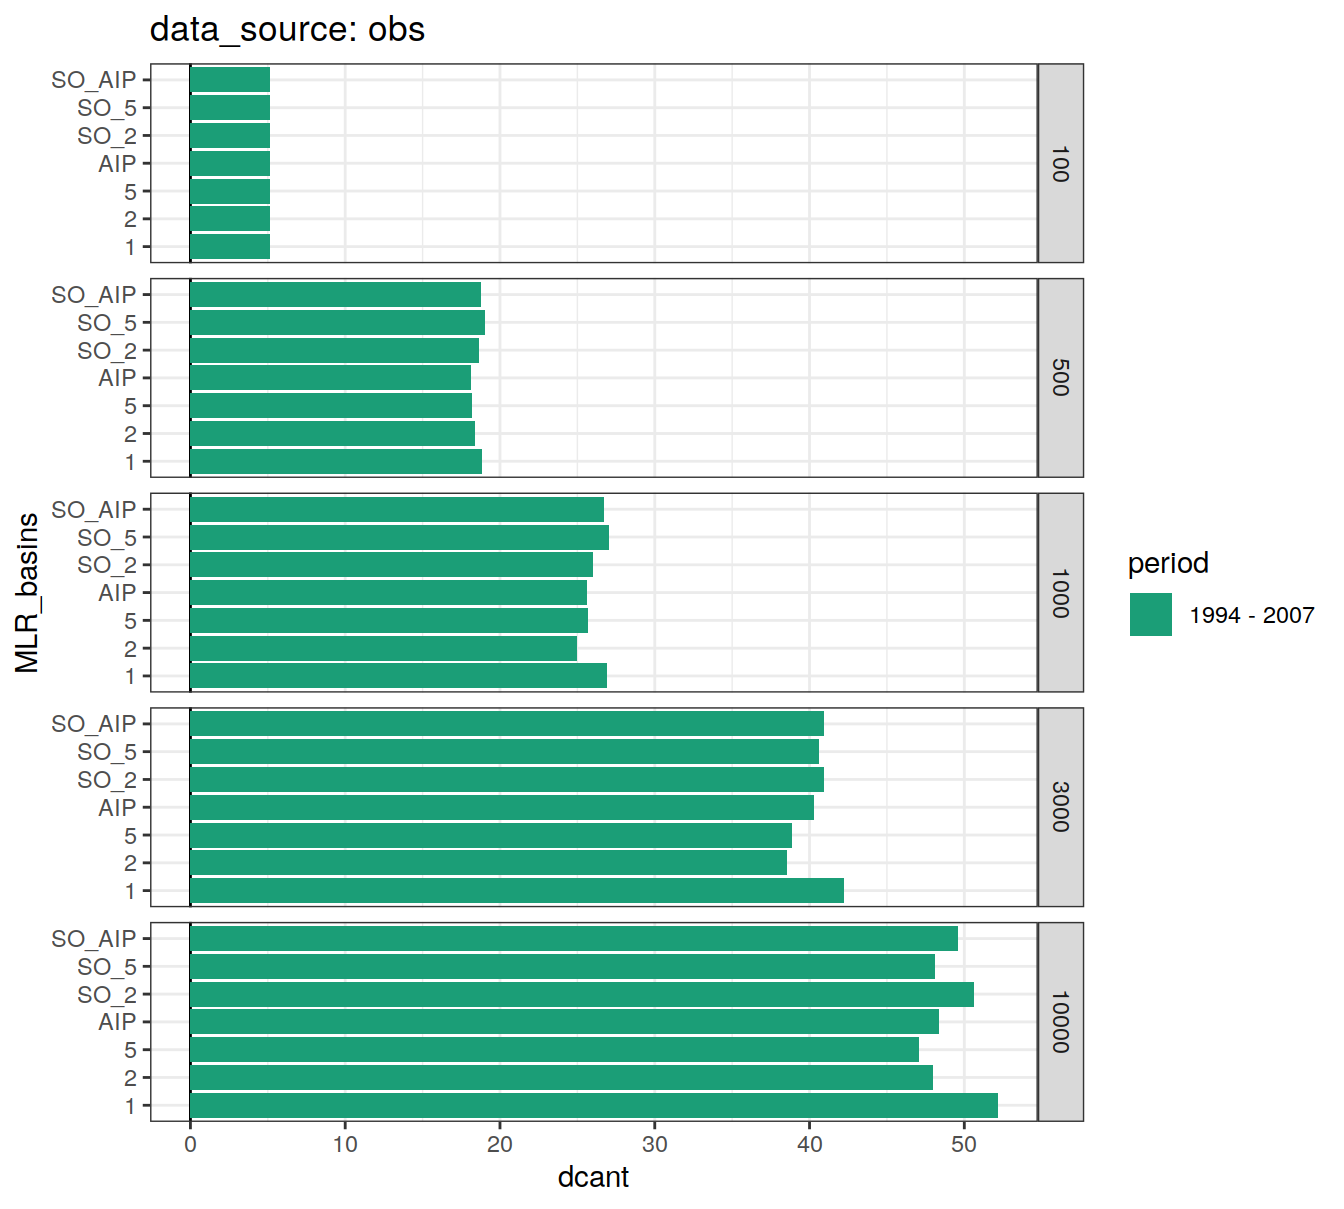 data_source: obs
SO_AIP
SO_5
SO_2
AIP
5
2
1
100
SO_AIP
SO_5
SO_2
AIP
5
2
1
500
SO_AIP
SO_5
SO_2
AIP
5
2
1
1000
SO_AIP
SO_5
SO_2
AIP
5
2
1
3000
SO_AIP
SO_5
SO_2
AIP
5
2
1
10000
MLR_basins
0 10 20 30 40 50
dcant
period
1994 - 2007